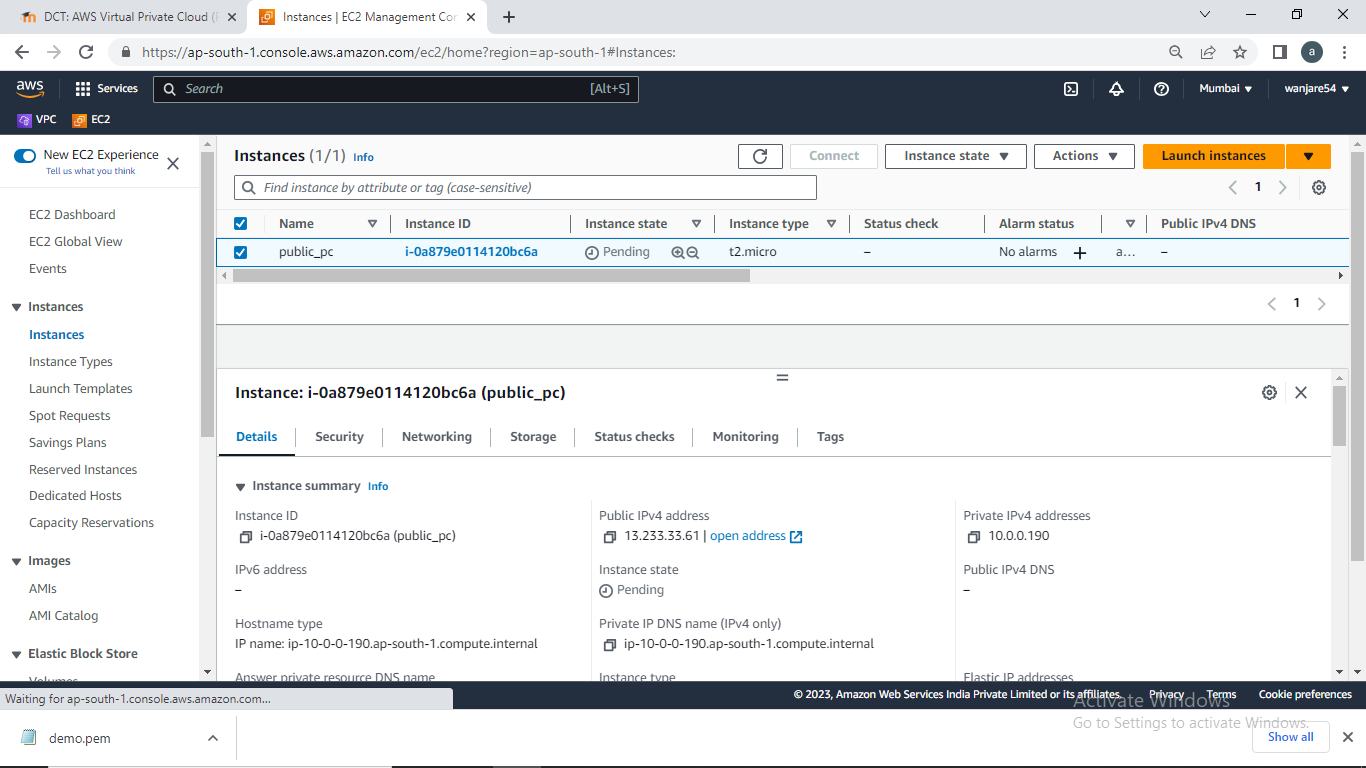 DCT: AWS Virtual Private Cloud (
Instances | EC2 Management Con
https://ap-south-1.console.aws.amazon.com/ec2/home?region=ap-south-1#Instances:
a
aws
Services
Search
[Alt+S]
Mumbai
wanjare54
VPC
EC2
New EC2 Experience
Tell us what you think
EC2 Dashboard
EC2 Global View
Events
Instances
Instances
Instance Types
Launch Templates
Spot Requests
Savings Plans
Reserved Instances
Dedicated Hosts
Capacity Reservations
Images
AMIs
AMI Catalog
Elastic Block Store
Volumes
Instances (1/1) Info
Connect
Instance state
Actions
Launch instances
Find instance by attribute or tag (case-sensitive)
1
Name Instance ID Instance state Instance type Status check Alarm status Public IPv4 DNS
public_pc i-0a879e0114120bc6a Pending t2.micro – No alarms + a... –
1
Instance: i-0a879e0114120bc6a (public_pc)
Details Security Networking Storage Status checks Monitoring Tags
Instance summary Info
Instance ID
i-0a879e0114120bc6a (public_pc)
Public IPv4 address
13.233.33.61 | open address
Private IPv4 addresses
10.0.0.190
IPv6 address
–
Instance state
Pending
Public IPv4 DNS
–
Hostname type
IP name: ip-10-0-0-190.ap-south-1.compute.internal
Private IP DNS name (IPv4 only)
ip-10-0-0-190.ap-south-1.compute.internal
Answer private resource DNS name
Instance type
Elastic IP addresses
Waiting for ap-south-1.console.aws.amazon.com...
© 2023, Amazon Web Services India Private Limited or its affiliates.
Privacy
Terms
Cookie preferences
Activate Windows
Go to Settings to activate Windows.
demo.pem
Show all